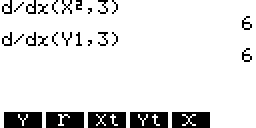 d/dx(X²,3)
6
d/dx(Y1,3)
6
Y r Xt Yt X